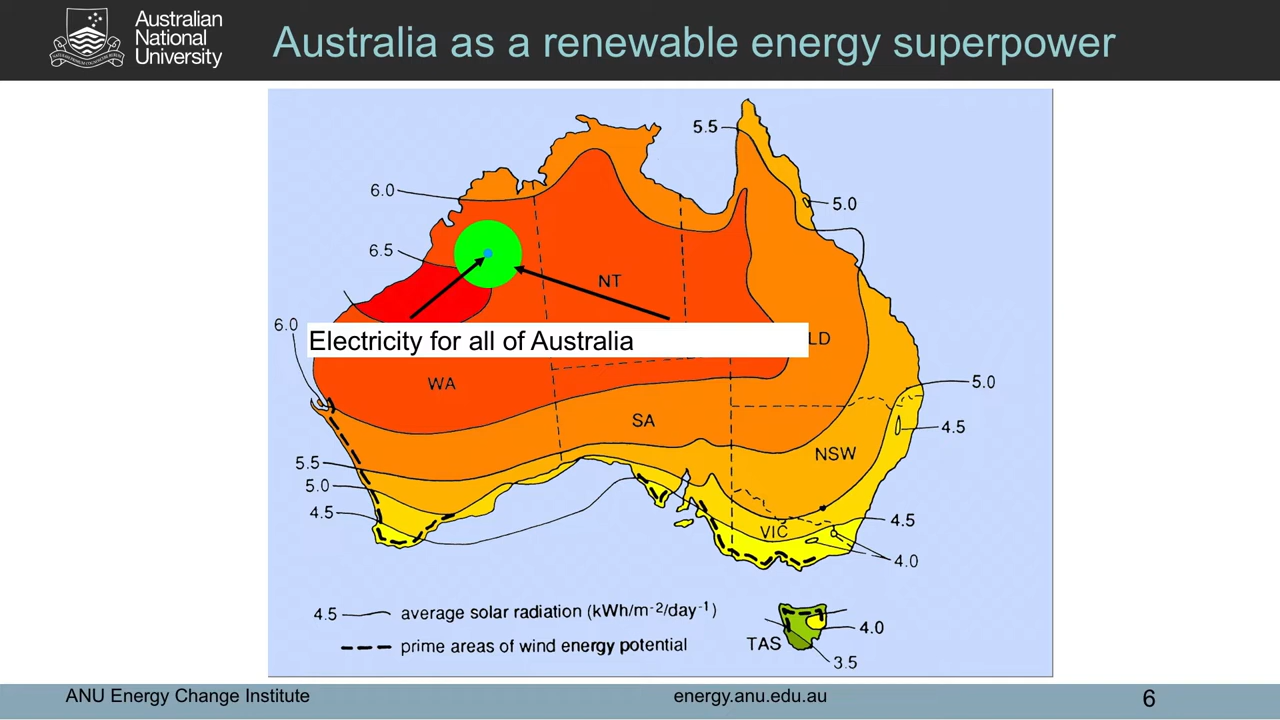 Australian
National
University
Australia as a renewable energy superpower
5.5
6.0
5.0
6.5
NT
6.0
Electricity for all of Australia
LD
WA
5.0
SA
4.5
NSW
5.5
5.0
4.5
4.5
VIC
4.0
4.5 average solar radiation (kWh/m-2/day-1)
4.0
prime areas of wind energy potential
TAS
3.5
ANU Energy Change Institute energy.anu.edu.au 6